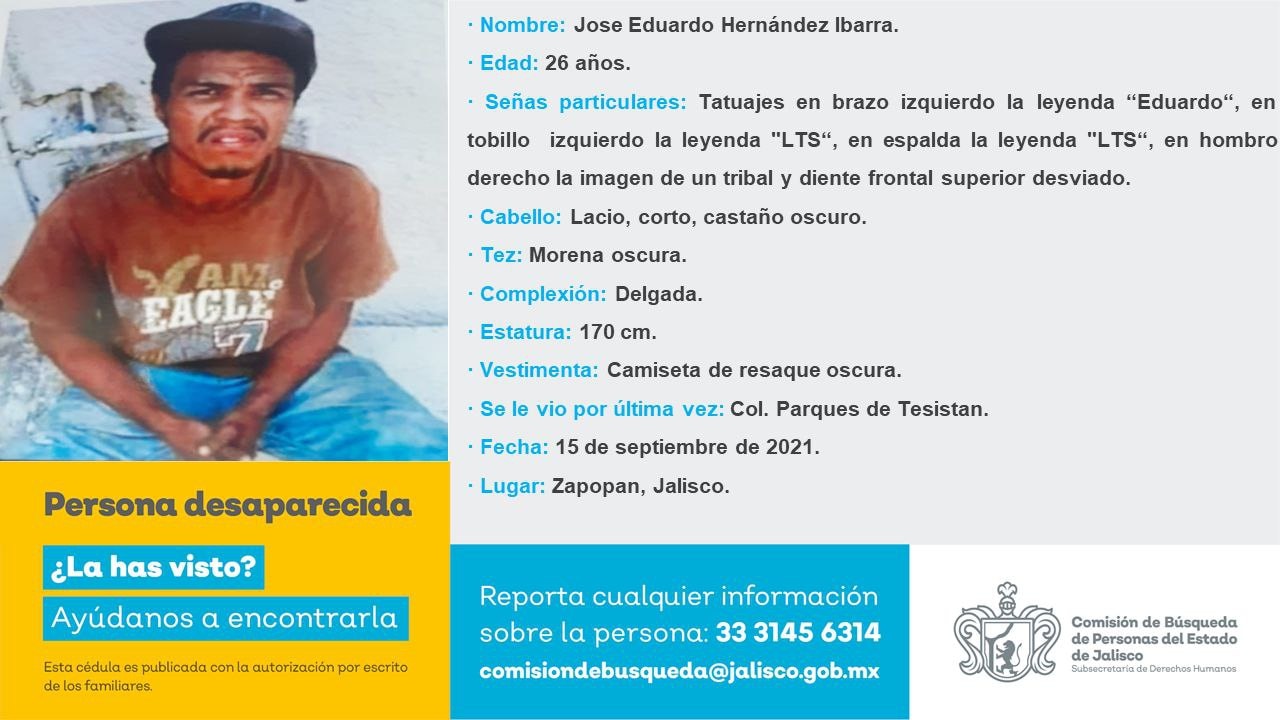 AM.
EAGLE
7
· Nombre: Jose Eduardo Hernández Ibarra.
· Edad: 26 años.
· Señas particulares: Tatuajes en brazo izquierdo la leyenda “Eduardo“, en
tobillo izquierdo la leyenda "LTS“, en espalda la leyenda "LTS“, en hombro
derecho la imagen de un tribal y diente frontal superior desviado.
· Cabello: Lacio, corto, castaño oscuro.
· Tez: Morena oscura.
· Complexión: Delgada.
· Estatura: 170 cm.
· Vestimenta: Camiseta de resaque oscura.
· Se le vio por última vez: Col. Parques de Tesistan.
· Fecha: 15 de septiembre de 2021.
· Lugar: Zapopan, Jalisco.
Persona desaparecida
¿La has visto?
Ayúdanos a encontrarla
Esta cédula es publicada con la autorización por escrito
de los familiares.
Reporta cualquier información
sobre la persona: 33 3145 6314
comisiondebusqueda@jalisco.gob.mx
Comisión de Búsqueda
de Personas del Estado
de Jalisco
Subsecretaría de Derechos Humanos